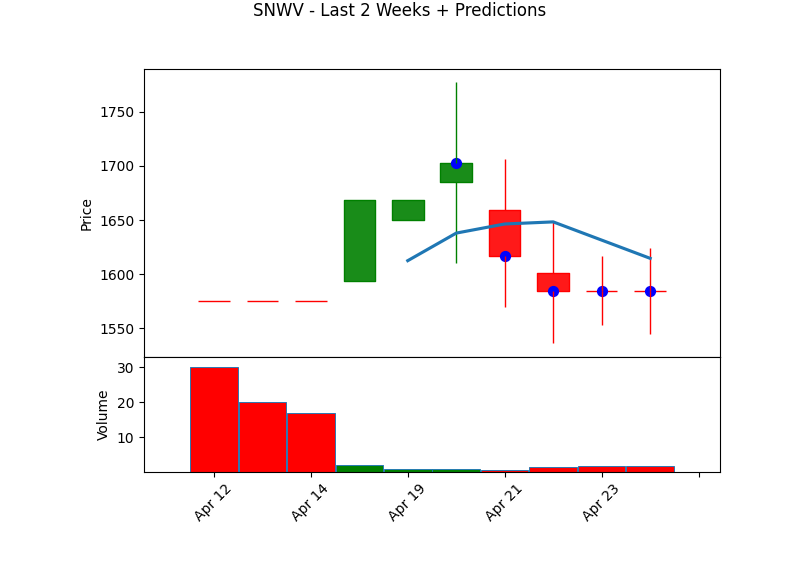 SNWV - Last 2 Weeks + Predictions
Price
1750
1700
1650
1600
1550
Volume
30
20
10
Apr 12
Apr 14
Apr 19
Apr 21
Apr 23